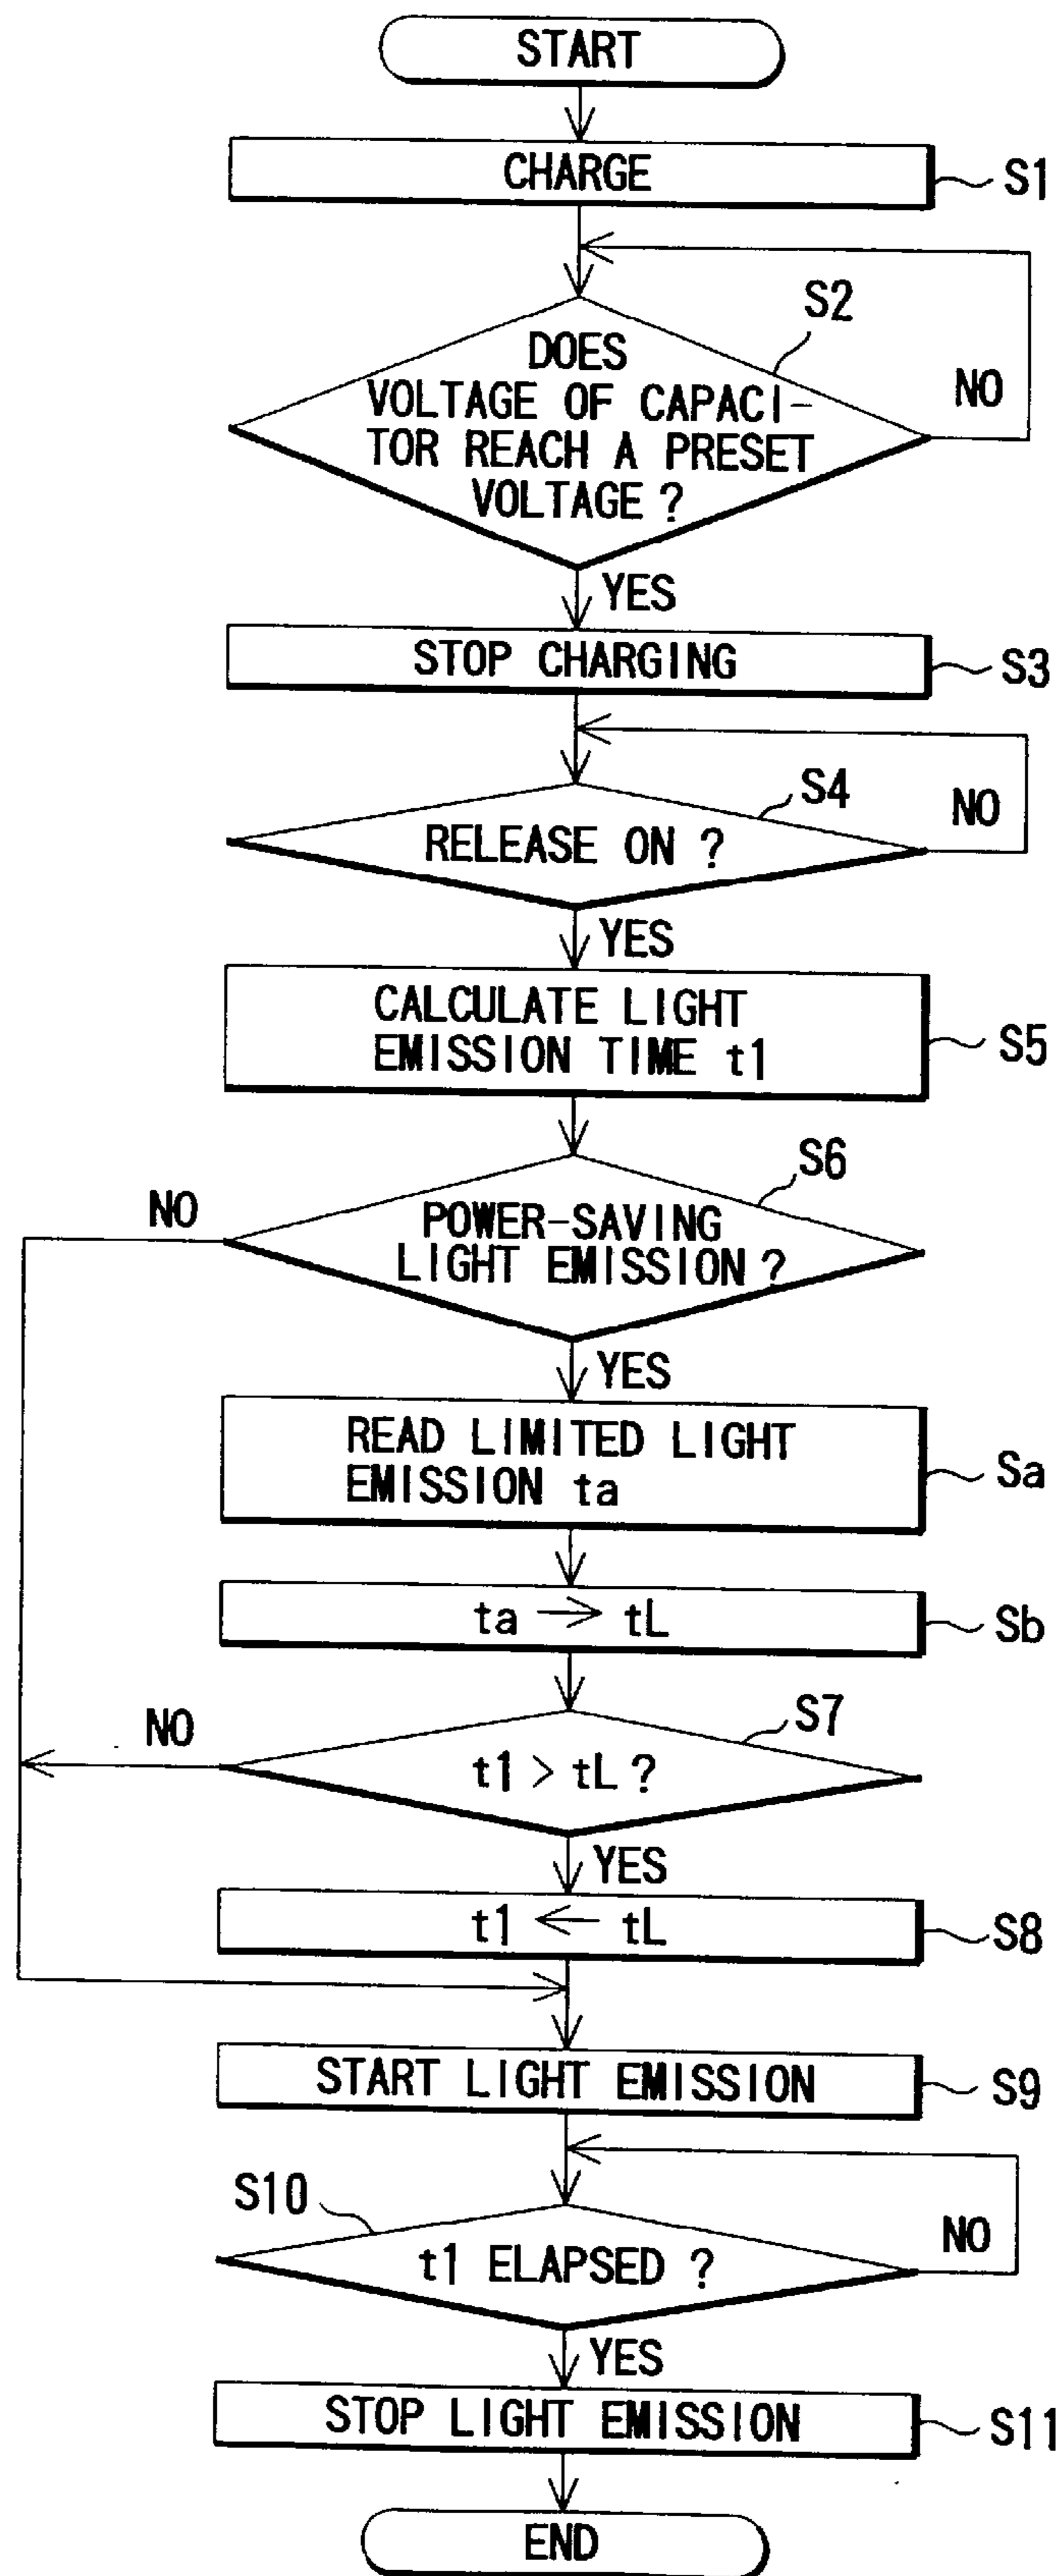 START
CHARGE
S1
S2
DOES
VOLTAGE OF CAPACI-
TOR REACH A PRESET
VOLTAGE ?
NO
YES
STOP CHARGING
S3
S4
RELEASE ON ?
NO
YES
CALCULATE LIGHT
EMISSION TIME t1
S5
S6
NO
POWER-SAVING
LIGHT EMISSION ?
YES
READ LIMITED LIGHT
EMISSION ta
Sa
ta → tL
Sb
S7
NO
t1 > tL ?
YES
t1 ← tL
S8
START LIGHT EMISSION
S9
S10
t1 ELAPSED ?
NO
YES
STOP LIGHT EMISSION
S11
END